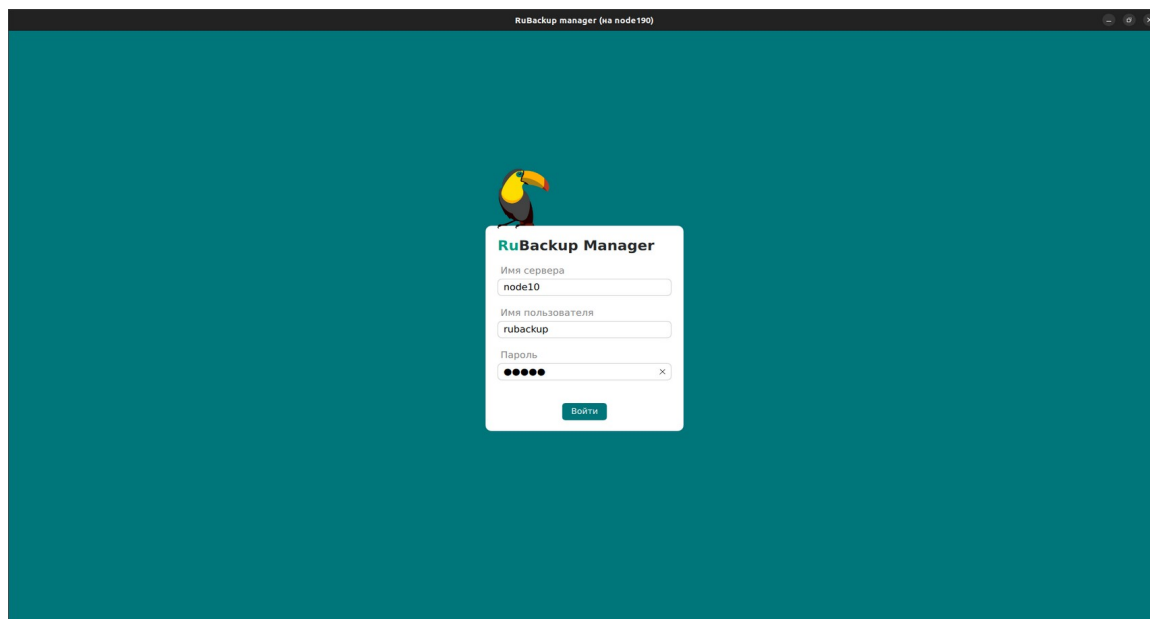 RuBackup manager (на node190)
RuBackup Manager
Имя сервера
node10
Имя пользователя
rubackup
Пароль
●●●●●
Войти